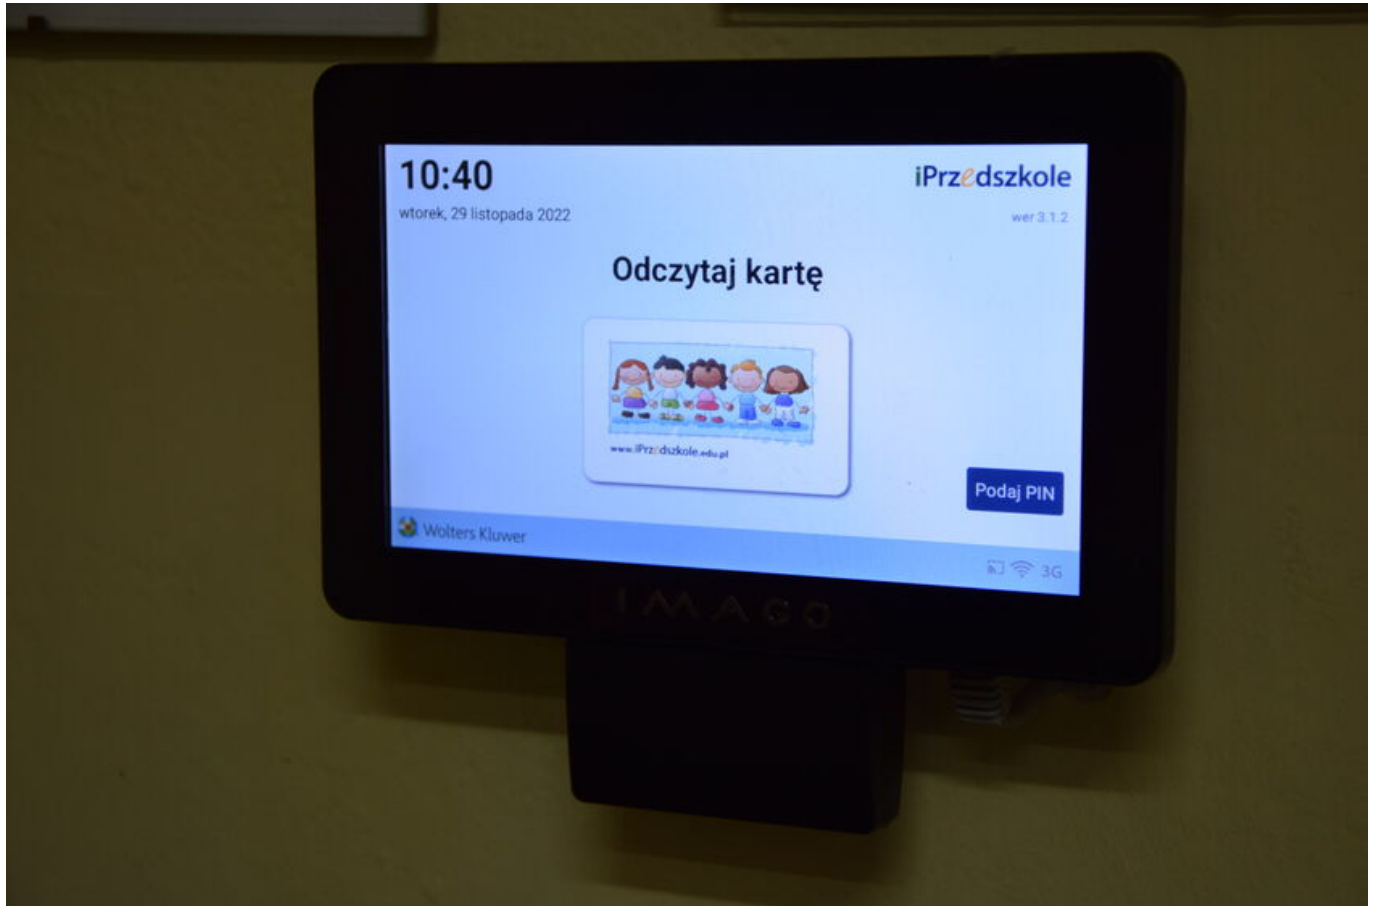 10:40
iPrzedszkole
wtorek, 29 listopada 2022
wer 3.1.2
Odczytaj kartę
www.iPrzedszkole.edu.pl
Podaj PIN
Wolters Kluwer
3G
IMAGO